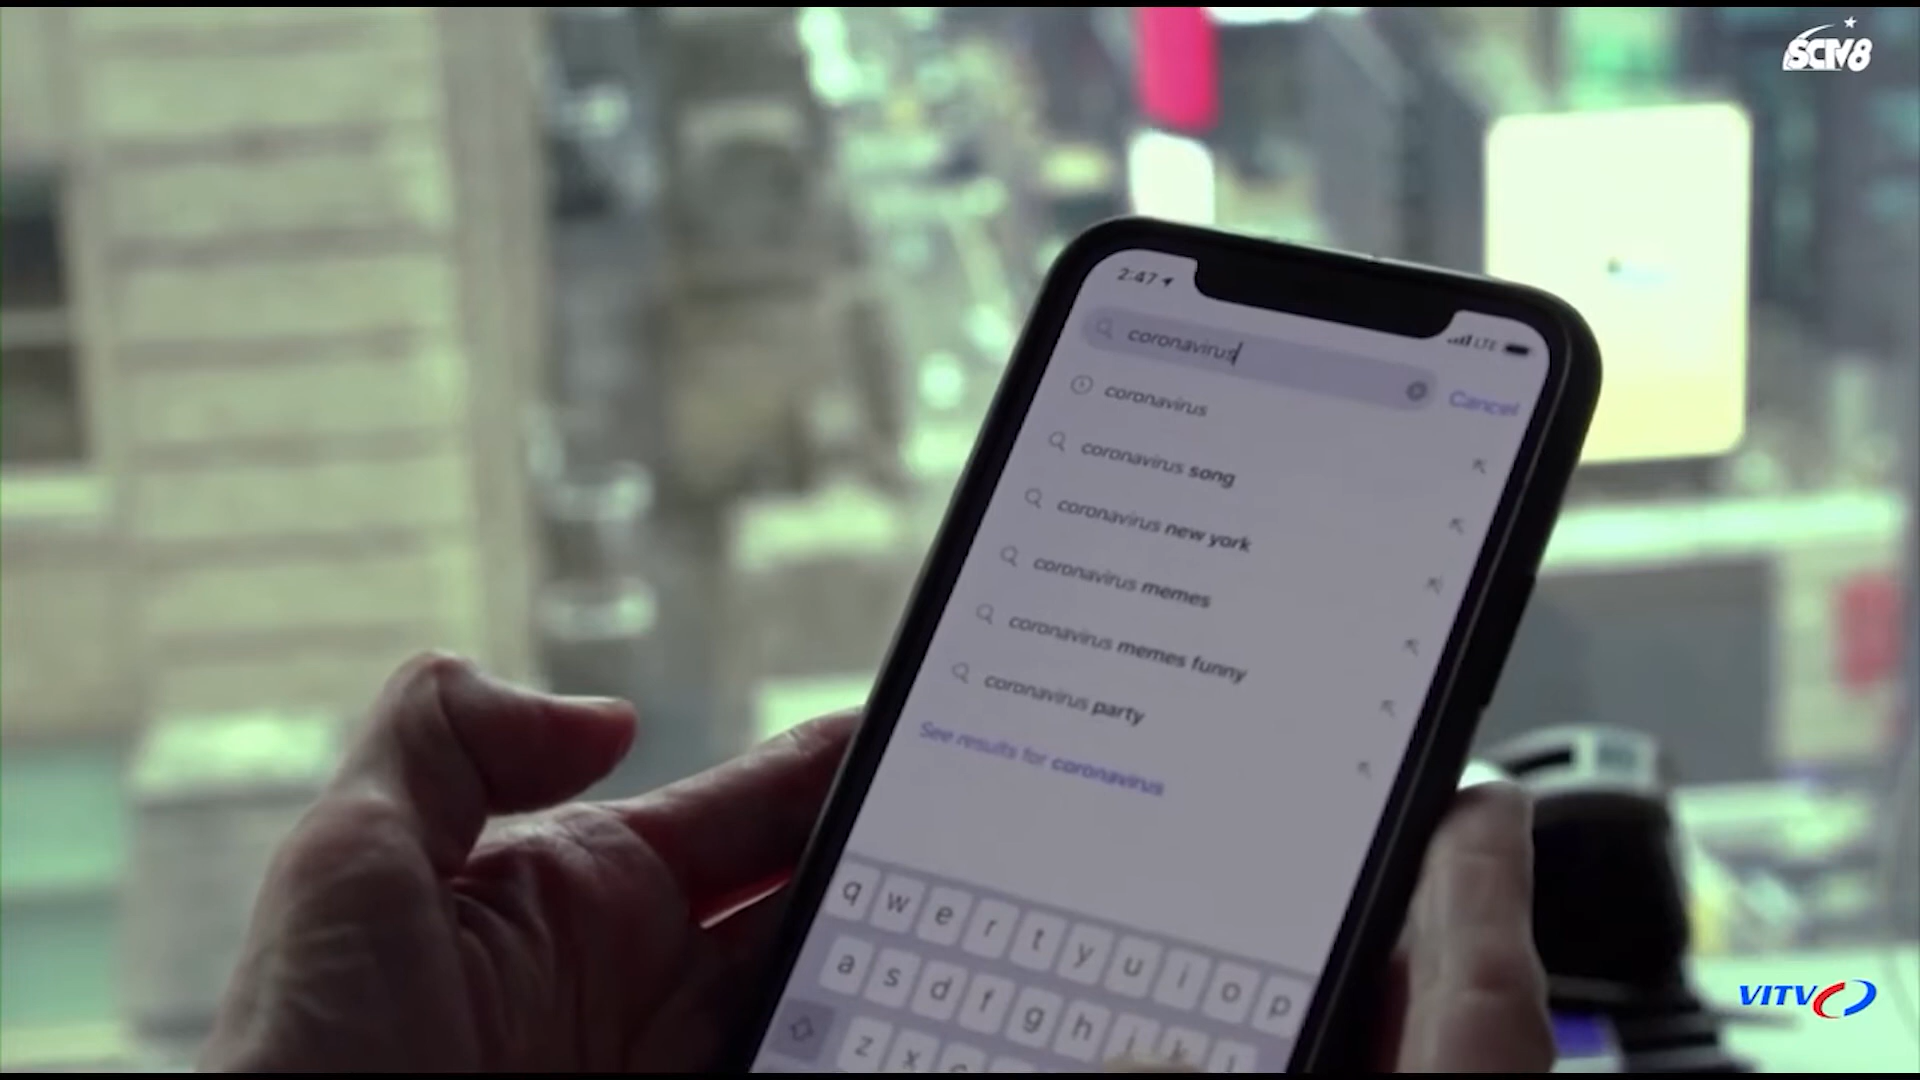 SCTV8
2:47
LTE
coronavirus
Cancel
coronavirus
coronavirus song
coronavirus new york
coronavirus memes
coronavirus memes funny
coronavirus party
See results for coronavirus
q w e r t y u i o p
a s d f g h j k l
z x c
VITV